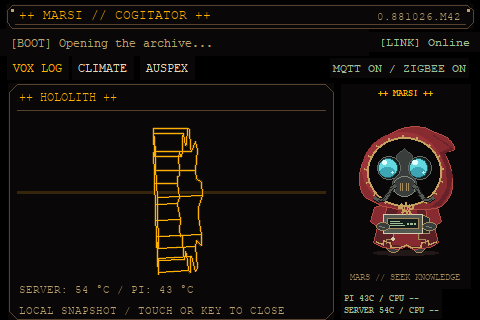 ++ MARSI // COGITATOR ++
0.881026.M42
[BOOT] Opening the archive...
[LINK] Online
VOX LOG
CLIMATE
AUSPEX
MQTT ON / ZIGBEE ON
++ HOLOLITH ++
++ MARSI ++
SERVER: 54 °C / PI: 43 °C
LOCAL SNAPSHOT / TOUCH OR KEY TO CLOSE
MARS // SEEK KNOWLEDGE
PI 43C / CPU --
SERVER 54C / CPU --